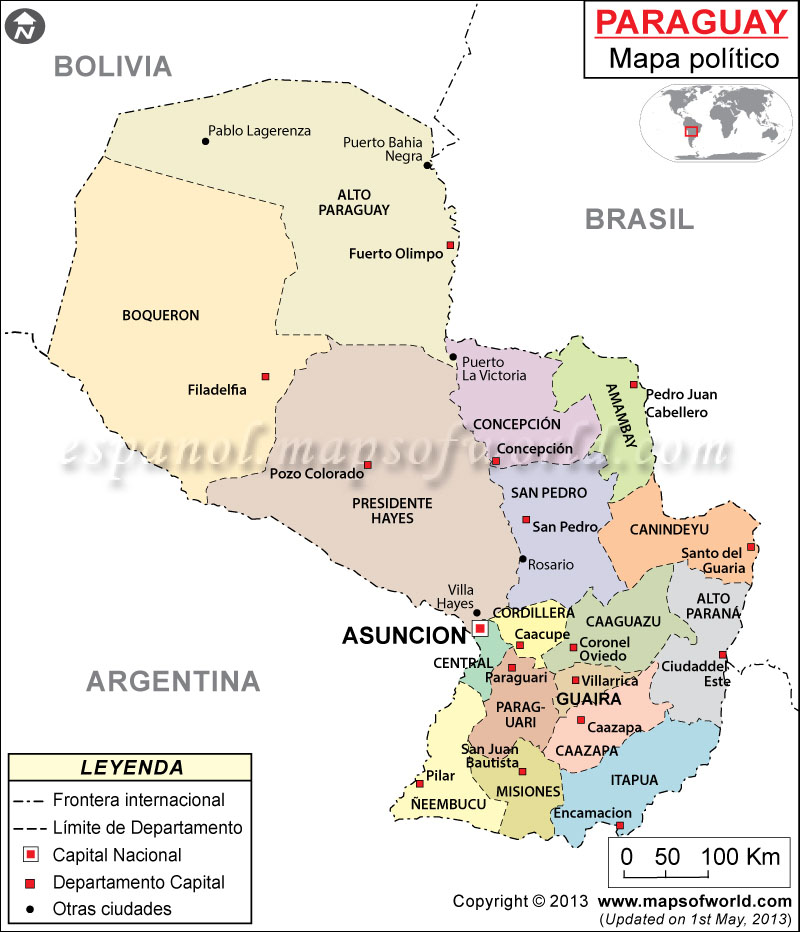 N
PARAGUAY
Mapa político
BOLIVIA
Pablo Lagerenza
Puerto Bahia
Negra
ALTO
PARAGUAY
BRASIL
Fuerto Olimpo
BOQUERON
Puerto
La Victoria
Filadelfia
AMAMBAY
Pedro Juan
Cabellero
CONCEPCIÓN
Concepción
espanol.mapsofworld.com
Pozo Colorado
PRESIDENTE
HAYES
SAN PEDRO
San Pedro
CANINDEYU
Santo del
Guaria
Rosario
Villa
Hayes
CORDILLERA
CAAGUAZU
ALTO
PARANÁ
ASUNCION
Caacupe
Coronel
Oviedo
CENTRAL
Paraguari
Villarrica
Ciudaddel
Este
GUAIRA
ARGENTINA
PARAG-
UARI
Caazapa
CAAZAPA
San Juan
Bautista
Pilar
ÑEEMBUCU
MISIONES
ITAPUA
Encamacion
LEYENDA
Frontera internacional
Límite de Departamento
Capital Nacional
Departamento Capital
Otras ciudades
0 50 100 Km
Copyright © 2013 www.mapsofworld.com
(Updated on 1st May, 2013)